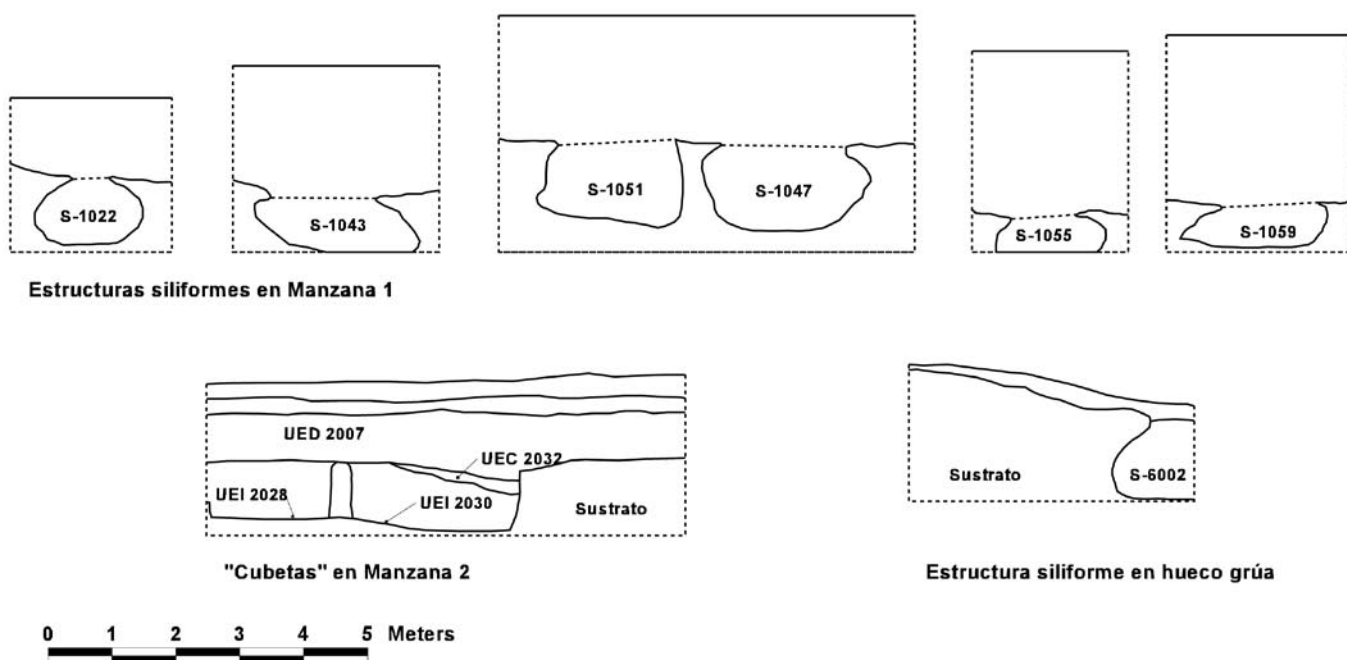 S-1022
S-1043
S-1051
S-1047
S-1055
S-1059
Estructuras siliformes en Manzana 1
UED 2007
UEC 2032
UEI 2028
UEI 2030
Sustrato
Sustrato
S-6002
"Cubetas" en Manzana 2
Estructura siliforme en hueco grúa
0 1 2 3 4 5 Meters